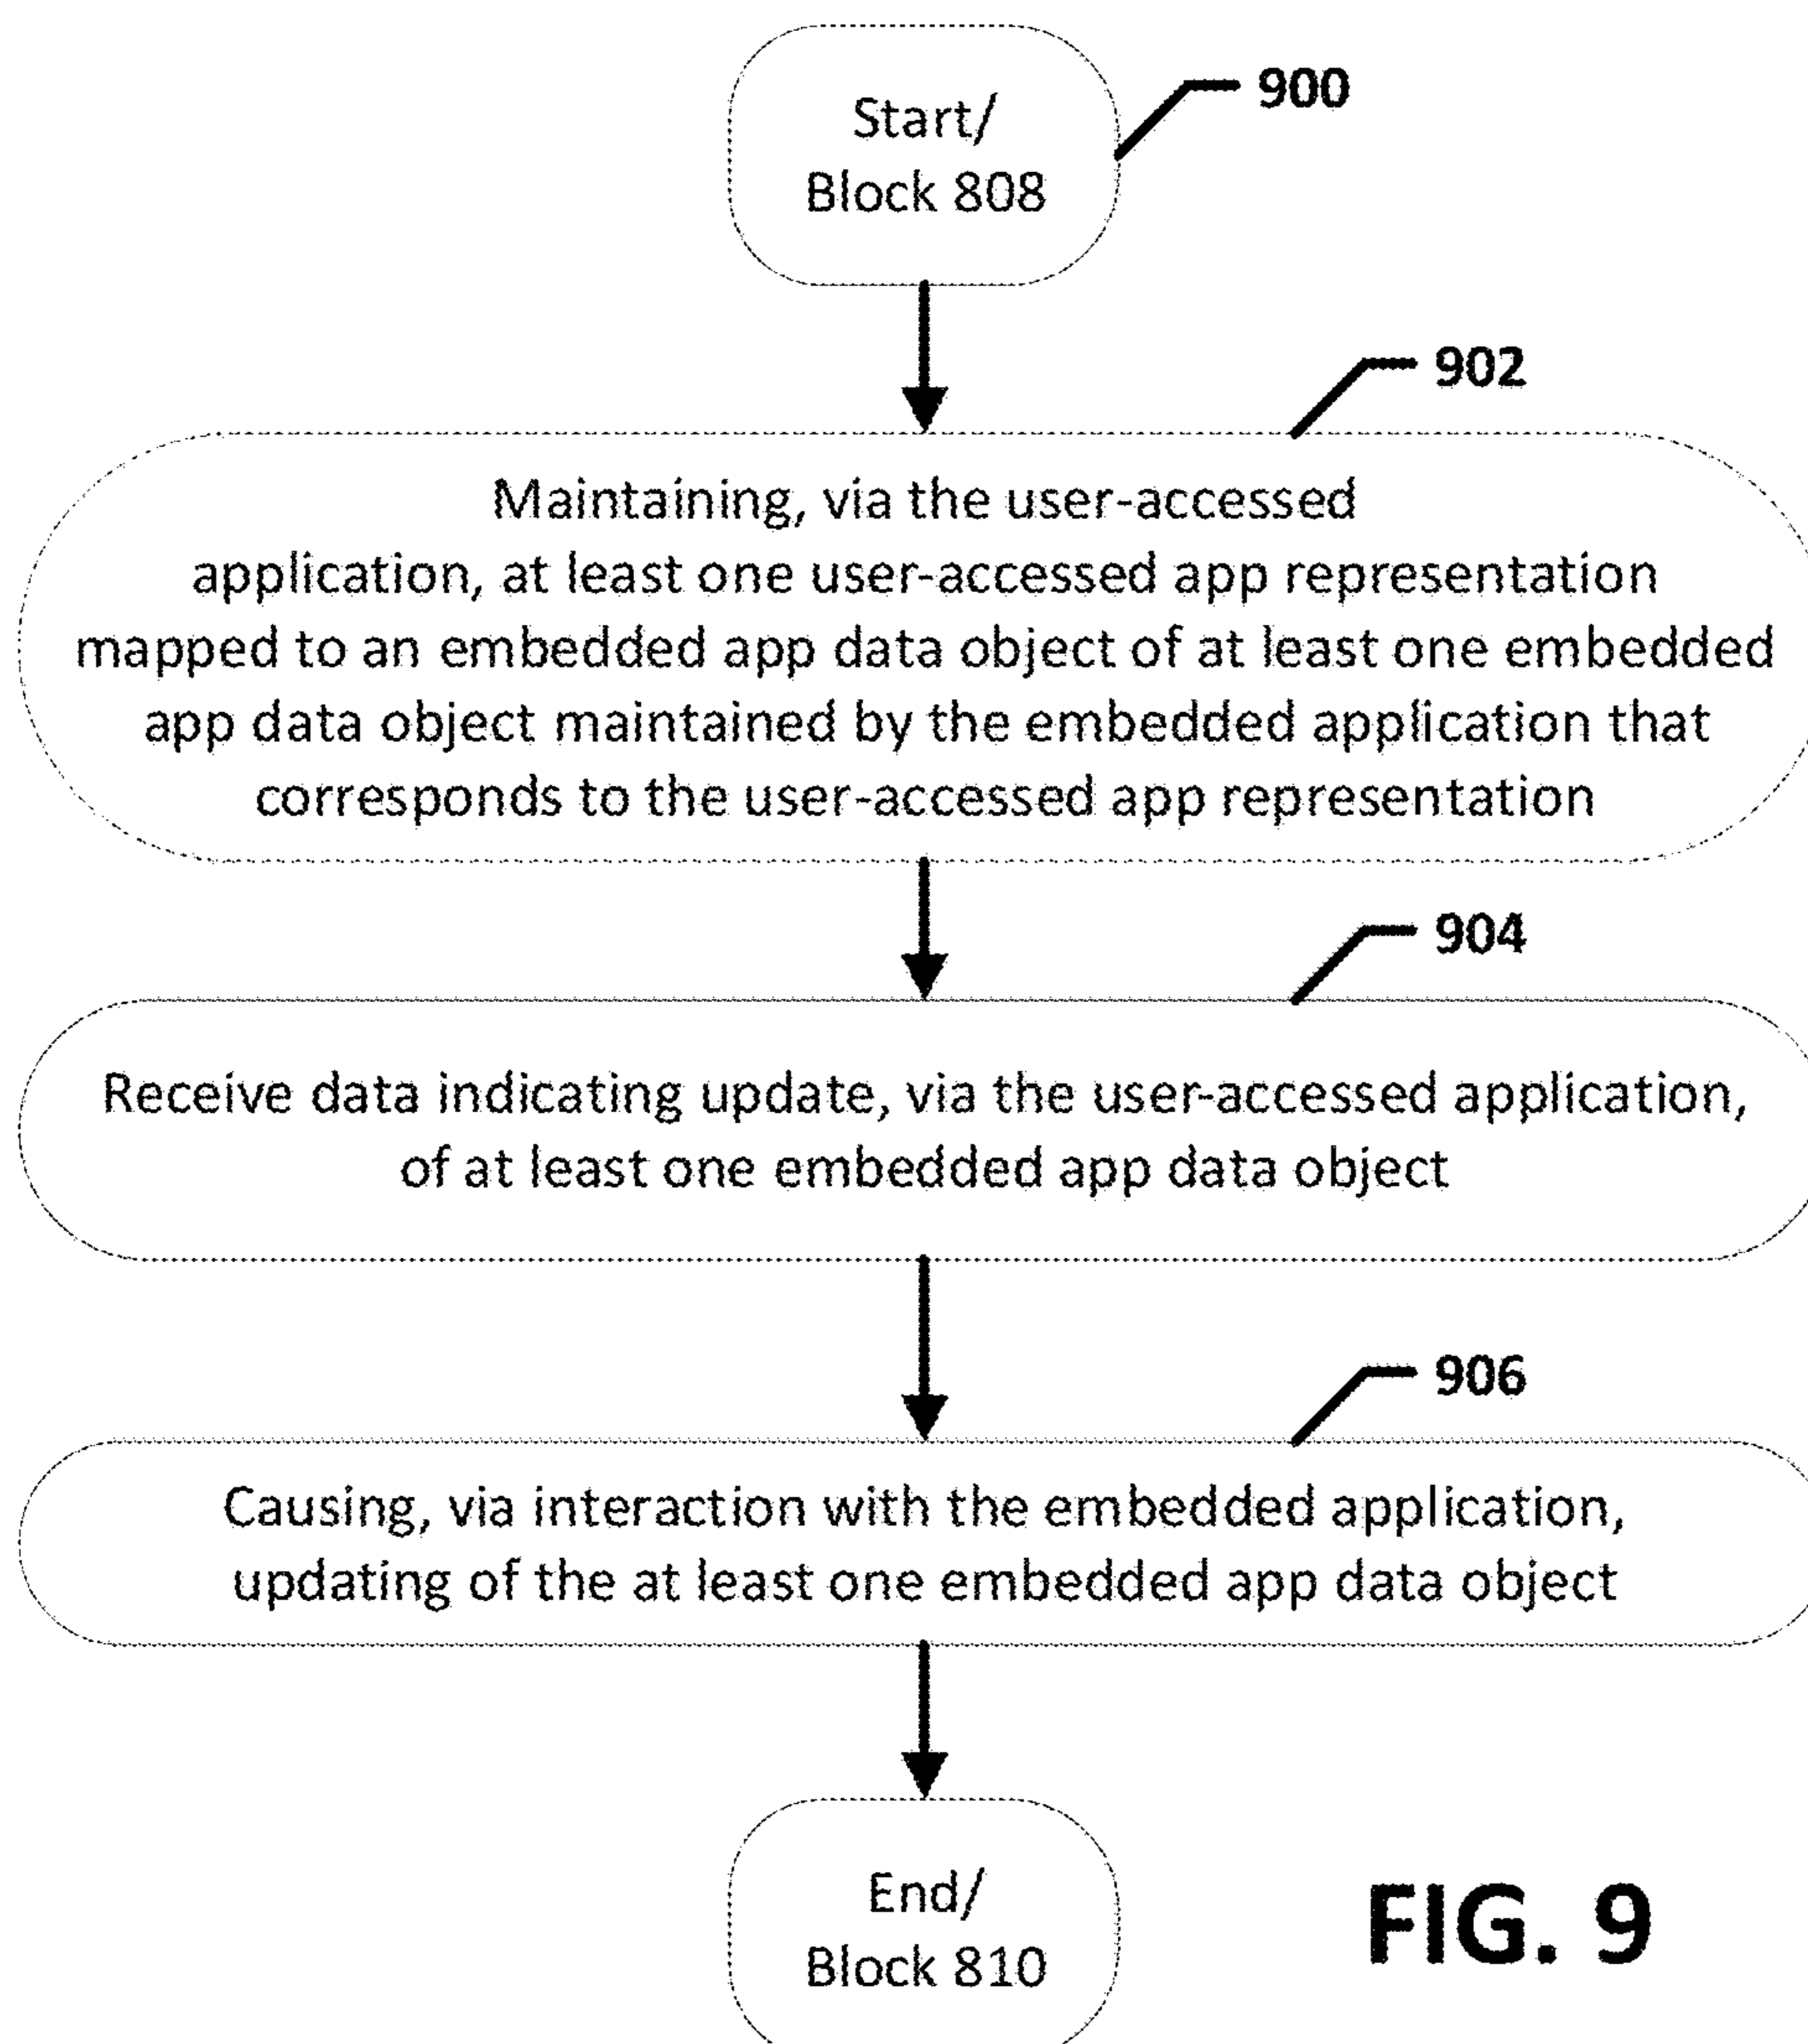 Start/
Block 808
900
902
Maintaining, via the user-accessed
application, at least one user-accessed app representation
mapped to an embedded app data object of at least one embedded
app data object maintained by the embedded application that
corresponds to the user-accessed app representation
904
Receive data indicating update, via the user-accessed application,
of at least one embedded app data object
906
Causing, via interaction with the embedded application,
updating of the at least one embedded app data object
End/
Block 810
FIG. 9